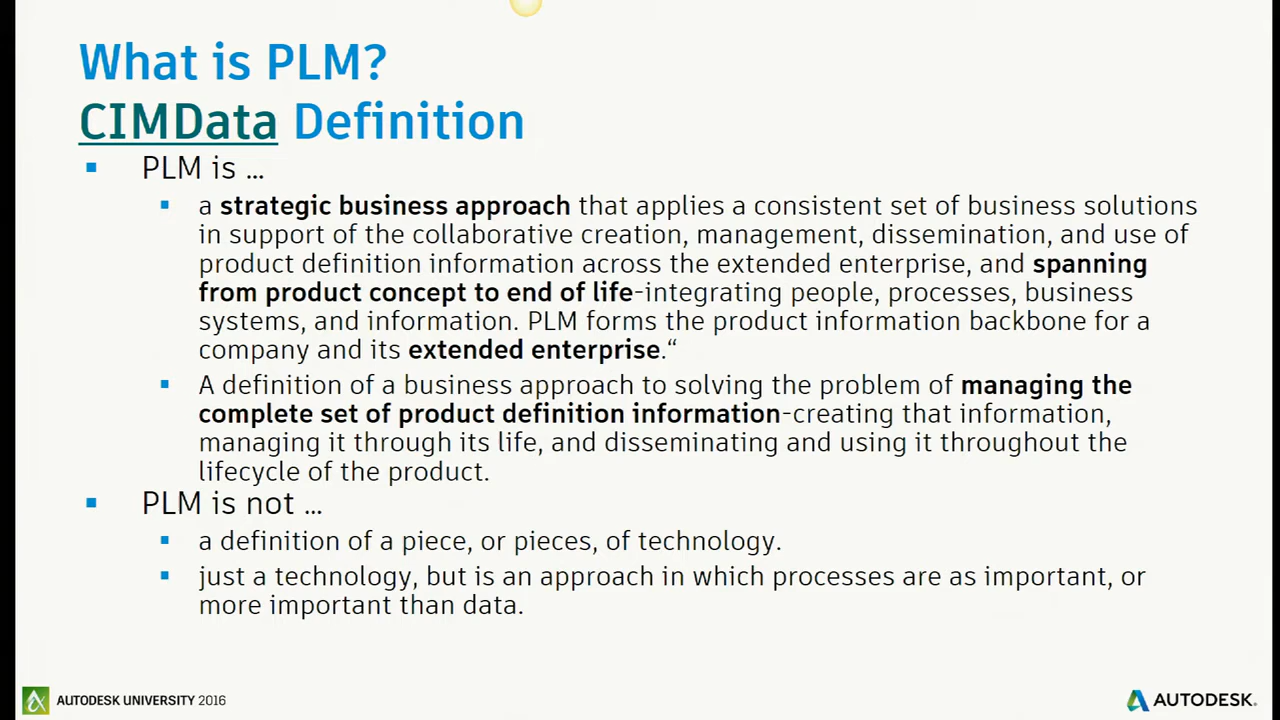 What is PLM?
CIMData Definition
PLM is ...
a strategic business approach that applies a consistent set of business solutions
in support of the collaborative creation, management, dissemination, and use of
product definition information across the extended enterprise, and spanning
from product concept to end of life-integrating people, processes, business
systems, and information. PLM forms the product information backbone for a
company and its extended enterprise.“
A definition of a business approach to solving the problem of managing the
complete set of product definition information-creating that information,
managing it through its life, and disseminating and using it throughout the
lifecycle of the product.
PLM is not ...
a definition of a piece, or pieces, of technology.
just a technology, but is an approach in which processes are as important, or
more important than data.
AUTODESK UNIVERSITY 2016
AUTODESK.